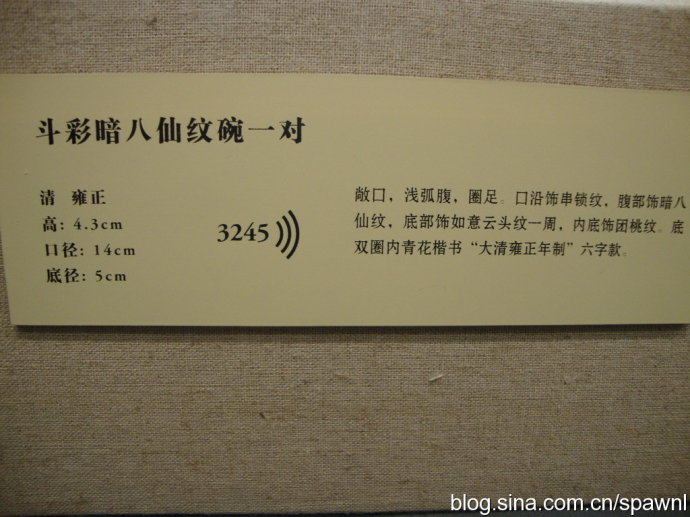 斗彩暗八仙纹碗一对
清 雍正
高: 4.3cm
口径: 14cm
底径: 5cm
3245
敞口，浅弧腹，圈足。口沿饰串锁纹，腹部饰暗八
仙纹，底部饰如意云头纹一周，内底饰团桃纹。底
双圈内青花楷书“大清雍正年制”六字款。
blog.sina.com.cn/spawnl